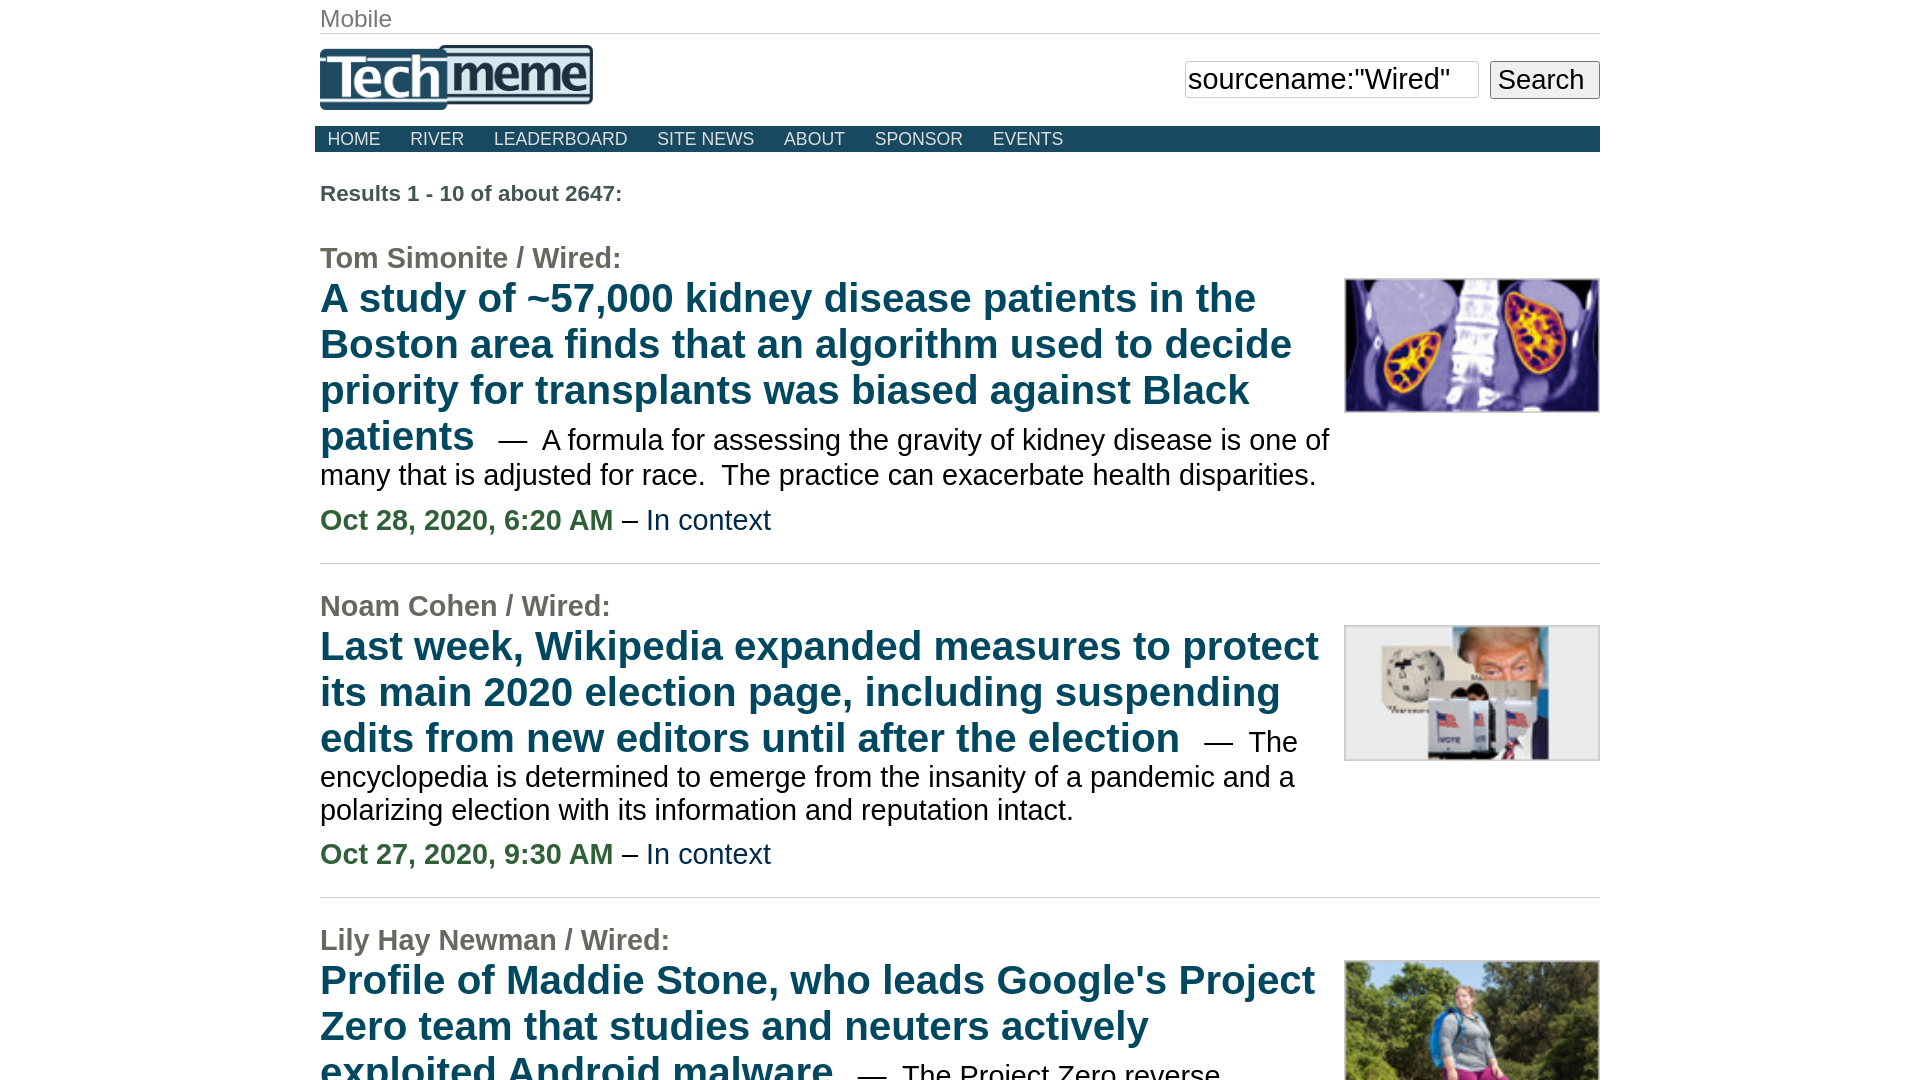 Mobile
Techmeme
sourcename:"Wired"
Search
HOME RIVER LEADERBOARD SITE NEWS ABOUT SPONSOR EVENTS
Results 1 - 10 of about 2647:
Tom Simonite / Wired:
A study of ~57,000 kidney disease patients in the
Boston area finds that an algorithm used to decide
priority for transplants was biased against Black
patients — A formula for assessing the gravity of kidney disease is one of
many that is adjusted for race. The practice can exacerbate health disparities.
Oct 28, 2020, 6:20 AM – In context
Noam Cohen / Wired:
Last week, Wikipedia expanded measures to protect
its main 2020 election page, including suspending
edits from new editors until after the election — The
encyclopedia is determined to emerge from the insanity of a pandemic and a
polarizing election with its information and reputation intact.
VOTE
Oct 27, 2020, 9:30 AM – In context
Lily Hay Newman / Wired:
Profile of Maddie Stone, who leads Google's Project
Zero team that studies and neuters actively
exploited Android malware — The Project Zero reverse